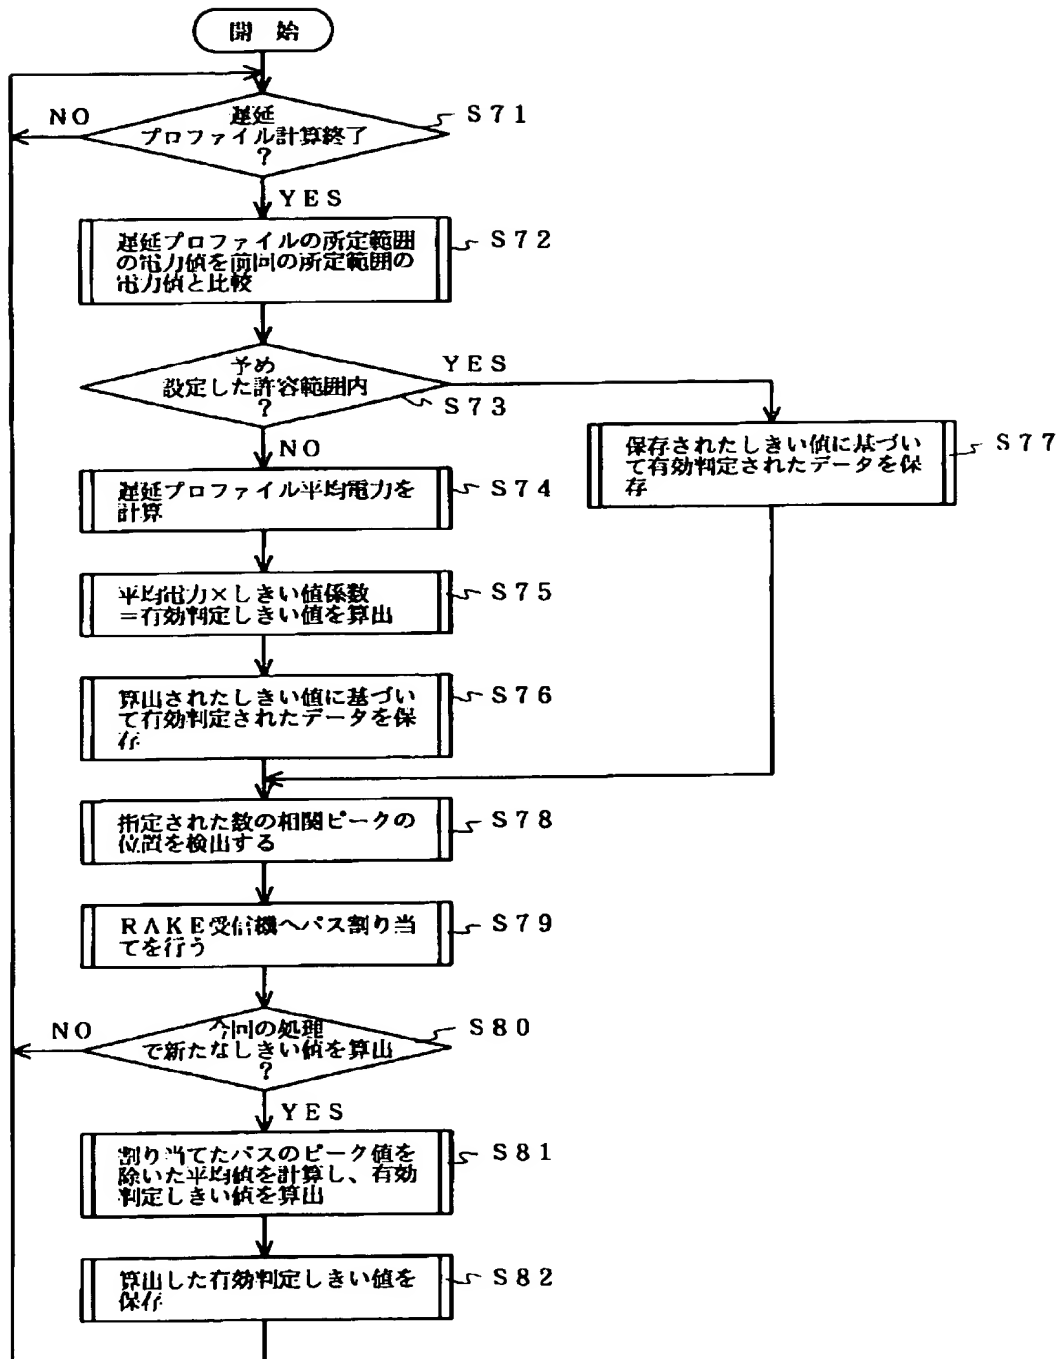 開 始
遅延
プロファイル計算終了
?
S71
NO
YES
遅延プロファイルの所定範囲
の電力値を前回の所定範囲の
電力値と比較
S72
予め
設定した許容範囲内
?
YES
S73
NO
保存されたしきい値に基づい
て有効判定されたデータを保
存
S77
遅延プロファイル平均電力を
計算
S74
平均電力×しきい値係数
=有効判定しきい値を算出
S75
算出されたしきい値に基づい
て有効判定されたデータを保
存
S76
指定された数の相関ピークの
位置を検出する
S78
RAKE受信機へパス割り当
てを行う
S79
今回の処理
で新たなしきい値を算出
?
S80
NO
YES
割り当てたパスのピーク値を
除いた平均値を計算し、有効
判定しきい値を算出
S81
算出した有効判定しきい値を
保存
S82